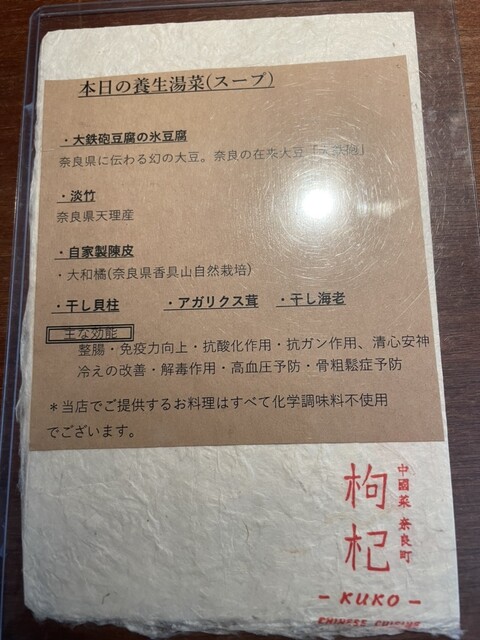 本日の養生湯菜(スープ)
・大鉄砲豆腐の氷豆腐
奈良県に伝わる幻の大豆。奈良の在来大豆「大鉄砲」
・淡竹
奈良県天理産
・自家製陳皮
・大和橘(奈良県香具山自然栽培)
・干し貝柱 ・アガリクス茸 ・干し海老
主な効能
整腸・免疫力向上・抗酸化作用・抗ガン作用、清心安神
冷えの改善・解毒作用・高血圧予防・骨粗鬆症予防
＊当店でご提供するお料理はすべて化学調味料不使用
でございます。
中國菜 奈良町
枸杞
- KUKO -
CHINESE CUISINE